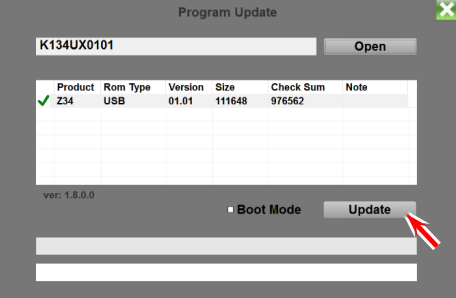 Program Update
K134UX0101
Open
Product Rom Type Version Size Check Sum Note
Z34 USB 01.01 111648 976562
ver: 1.8.0.0
Boot Mode
Update